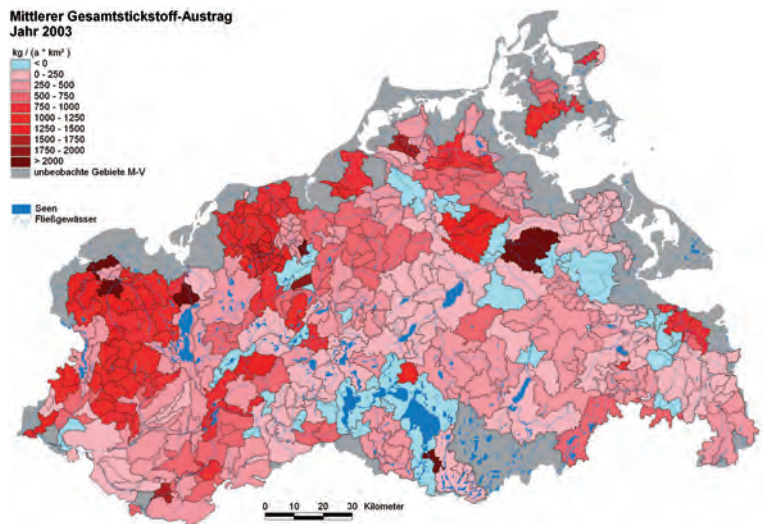 Mittlerer Gesamtstickstoff-Austrag
Jahr 2003
kg / (a * km²)
< 0
0 - 250
250 - 500
500 - 750
750 - 1000
1000 - 1250
1250 - 1500
1500 - 1750
1750 - 2000
> 2000
unbeobachte Gebiete M-V
Seen
Fließgewässer
0 10 20 30 Kilometer